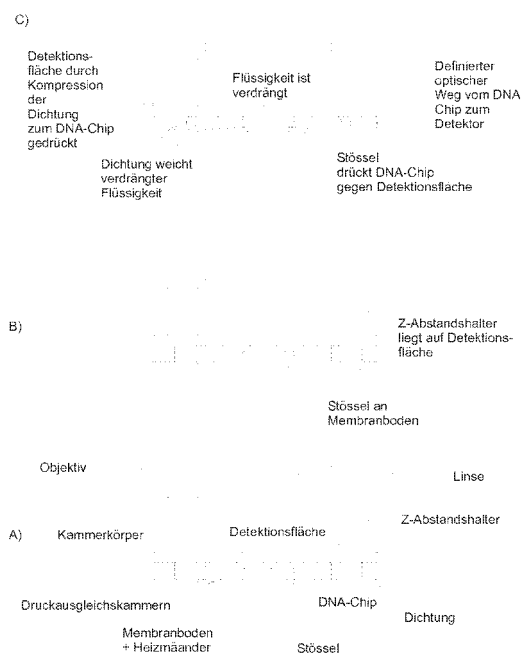 C)
Detektions-
fläche durch
Kompression
der
Dichtung
zum DNA-Chip
gedrückt
Flüssigkeit ist
verdrängt
Definierter
optischer
Weg vom DNA
Chip zum
Detektor
Dichtung weicht
verdrängter
Flüssigkeit
Stössel
drückt DNA-Chip
gegen Detektionsfläche
B)
Z-Abstandshalter
liegt auf Detektions-
fläche
Stössel an
Membranboden
Objektiv
Linse
Z-Abstandshalter
A)
Kammerkörper
Detektionsfläche
Druckausgleichskammern
DNA-Chip
Dichtung
Membranboden
+ Heizmäander
Stössel